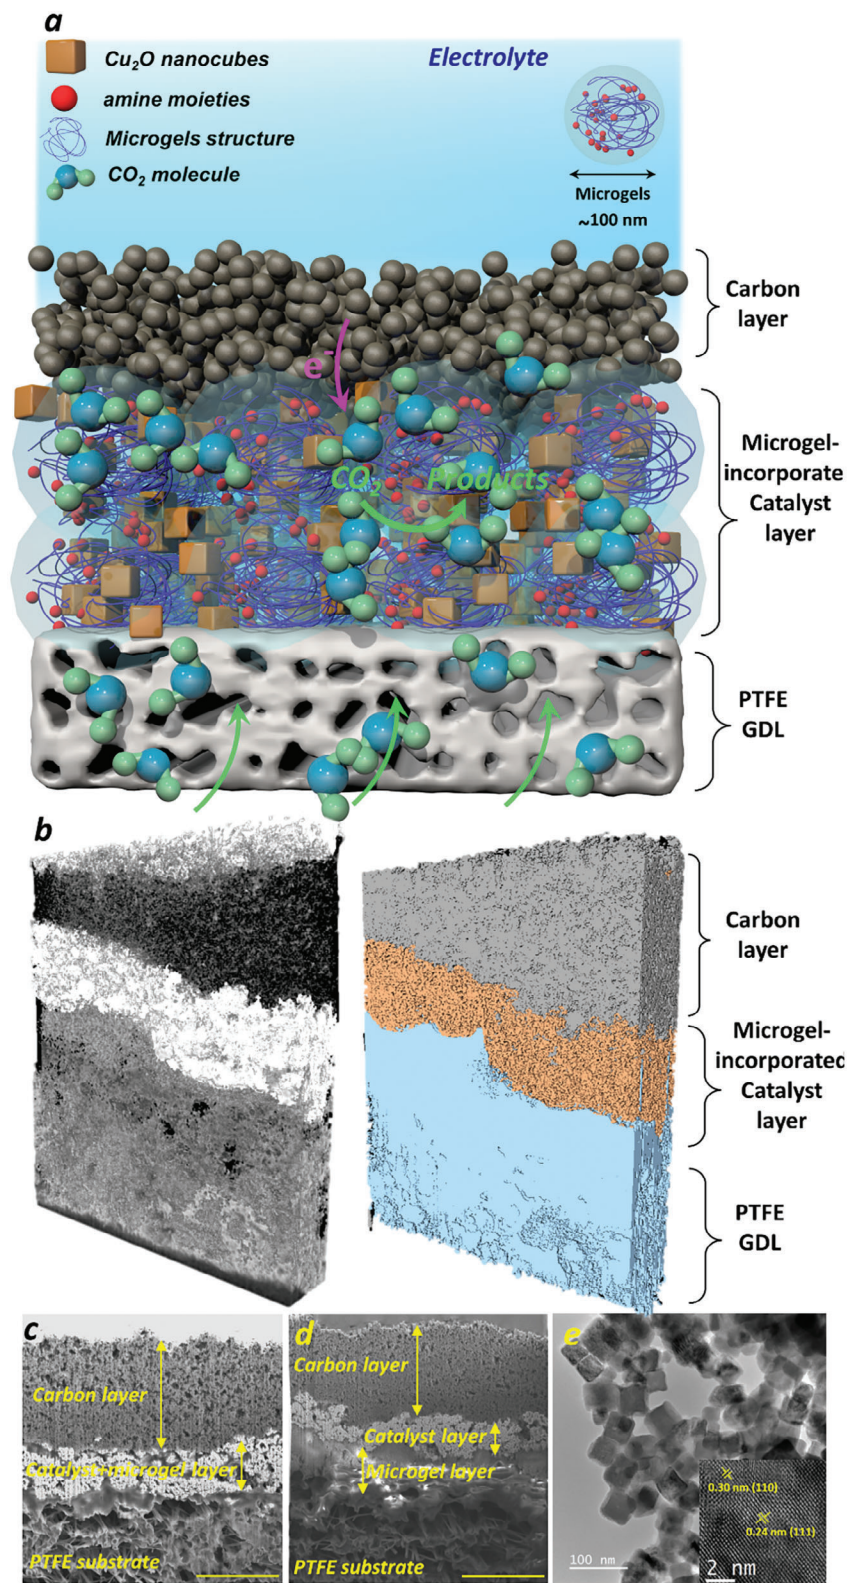 a
Cu₂O nanocubes
amine moieties
Microgels structure
CO₂ molecule
Electrolyte
Microgels
~100 nm
Carbon
layer
e⁻
CO₂ Products
Microgel-
incorporate
Catalyst
layer
PTFE
GDL
b
Carbon
layer
Microgel-
incorporated
Catalyst
layer
PTFE
GDL
c
Carbon layer
Catalyst+microgel layer
PTFE substrate
d
Carbon layer
Catalyst layer
Microgel layer
PTFE substrate
e
0.30 nm (110)
0.24 nm (111)
100 nm
2 nm